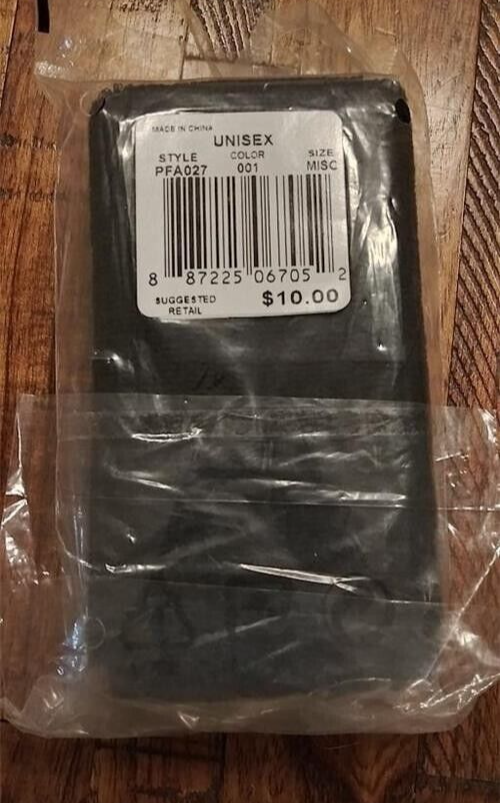 MADE IN CHINA
UNISEX
STYLE COLOR SIZE
PFA027 001 MISC
8 87225 06705 2
SUGGESTED $10.00
RETAIL